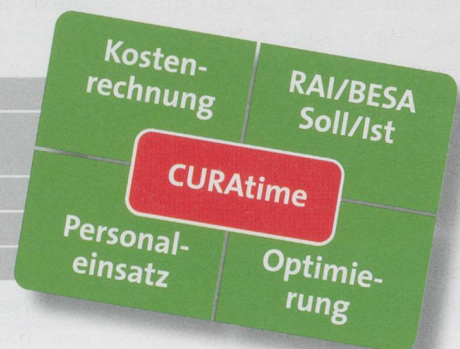 Kosten-
rechnung
RAI/BESA
Soll/Ist
CURAtime
Personal-
einsatz
Optimie-
rung